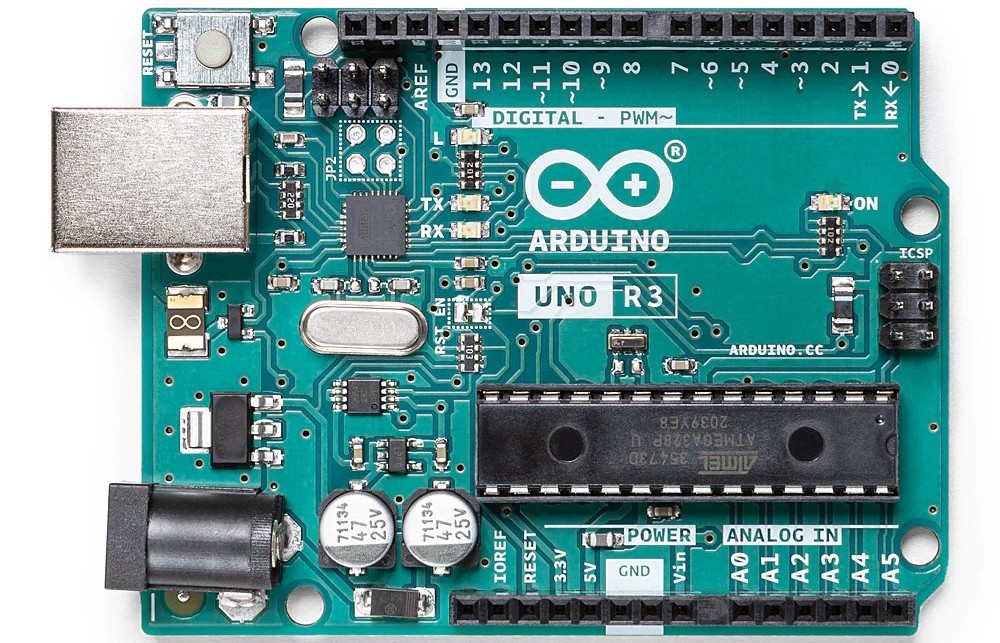 RESET
AREF
GND
13
12
~11
~10
~9
8
7
~6
~5
4
~3
2
TX→1
RX←0
DIGITAL - PWM~
L
JP2
TX
RX
®
ARDUINO
ON
ICSP
UNO R3
RST EN
ARDUINO.CC
ATMEL 35473D
ATMEGA328P U
2039YE8
71134
47
25V
71134
47
25V
POWER
ANALOG IN
IOREF
RESET
3.3V
5V
GND
Vin
A0
A1
A2
A3
A4
A5